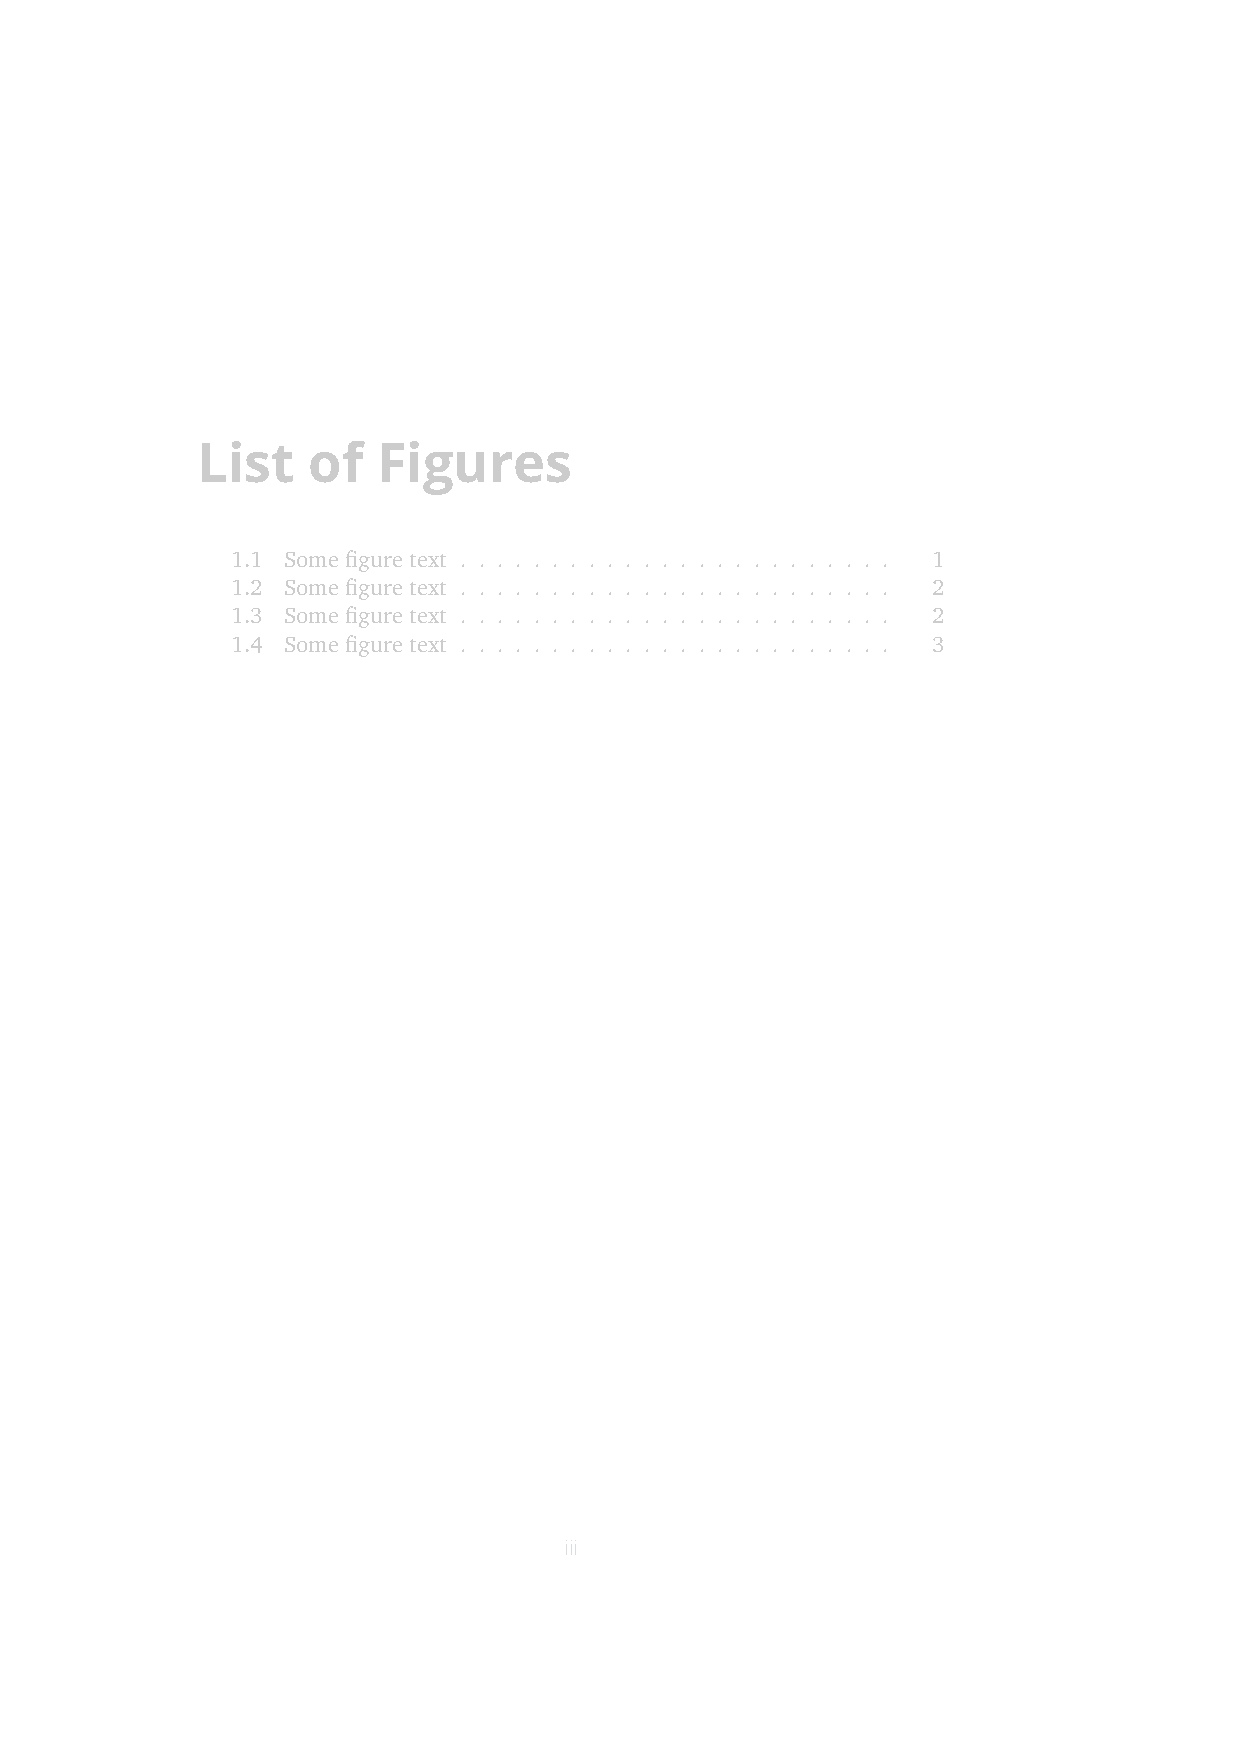 List of Figures
1.1 Some figure text . . . . . . . . . . . . . . . . . . . . . . . . 1
1.2 Some figure text . . . . . . . . . . . . . . . . . . . . . . . . 2
1.3 Some figure text . . . . . . . . . . . . . . . . . . . . . . . . 2
1.4 Some figure text . . . . . . . . . . . . . . . . . . . . . . . . 3
iii